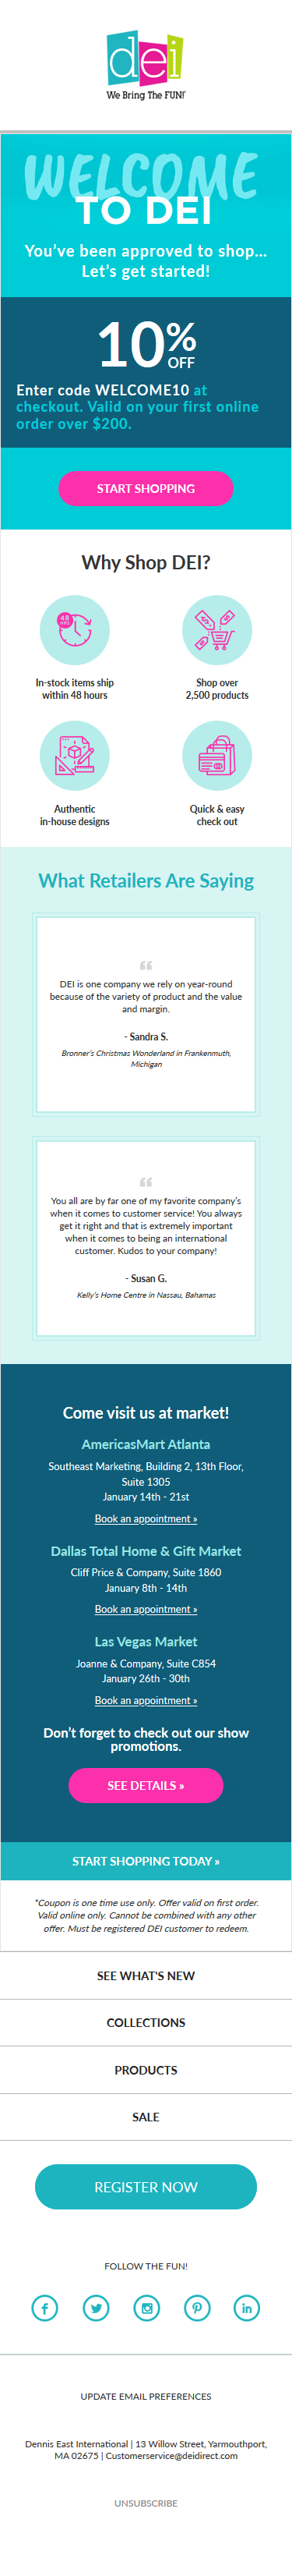 dei
We Bring The FUN!
WELCOME
TO DEI
You've been approved to shop...
Let's get started!
10%
OFF
Enter code WELCOME10 at
checkout. Valid on your first online
order over $200.
START SHOPPING
Why Shop DEI?
48
HRS
In-stock items ship
within 48 hours
Shop over
2,500 products
Authentic
in-house designs
Quick & easy
check out
What Retailers Are Saying
“
DEI is one company we rely on year-round
because of the variety of product and the value
and margin.
- Sandra S.
Bronner's Christmas Wonderland in Frankenmuth,
Michigan
“
You all are by far one of my favorite company's
when it comes to customer service! You always
get it right and that is extremely important
when it comes to being an international
customer. Kudos to your company!
- Susan G.
Kelly's Home Centre in Nassau, Bahamas
Come visit us at market!
AmericasMart Atlanta
Southeast Marketing, Building 2, 13th Floor,
Suite 1305
January 14th - 21st
Book an appointment »
Dallas Total Home & Gift Market
Cliff Price & Company, Suite 1860
January 8th - 14th
Book an appointment »
Las Vegas Market
Joanne & Company, Suite C854
January 26th - 30th
Book an appointment »
Don't forget to check out our show
promotions.
SEE DETAILS »
START SHOPPING TODAY »
*Coupon is one time use only. Offer valid on first order.
Valid online only. Cannot be combined with any other
offer. Must be registered DEI customer to redeem.
SEE WHAT'S NEW
COLLECTIONS
PRODUCTS
SALE
REGISTER NOW
FOLLOW THE FUN!
UPDATE EMAIL PREFERENCES
Dennis East International | 13 Willow Street, Yarmouthport,
MA 02675 | Customerservice@deidirect.com
UNSUBSCRIBE